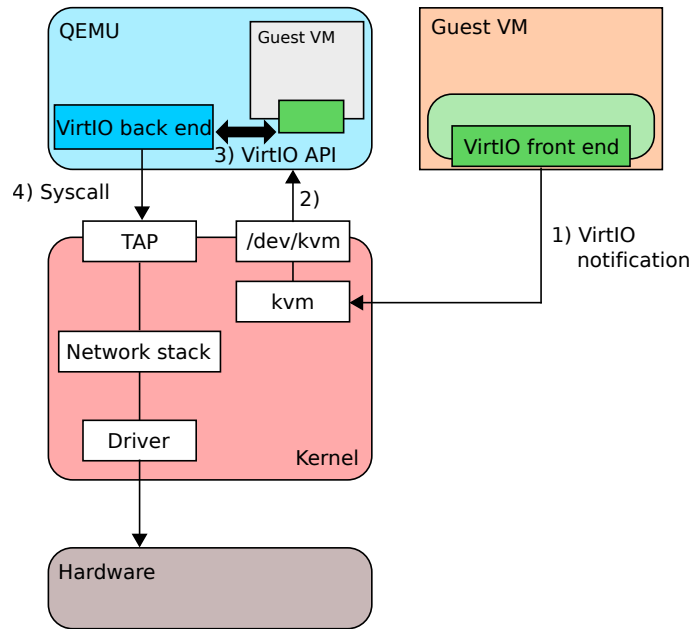 QEMU
Guest VM
VirtIO back end
3) VirtIO API
Guest VM
VirtIO front end
4) Syscall
2)
1) VirtIO
notification
TAP
/dev/kvm
kvm
Network stack
Driver
Kernel
Hardware